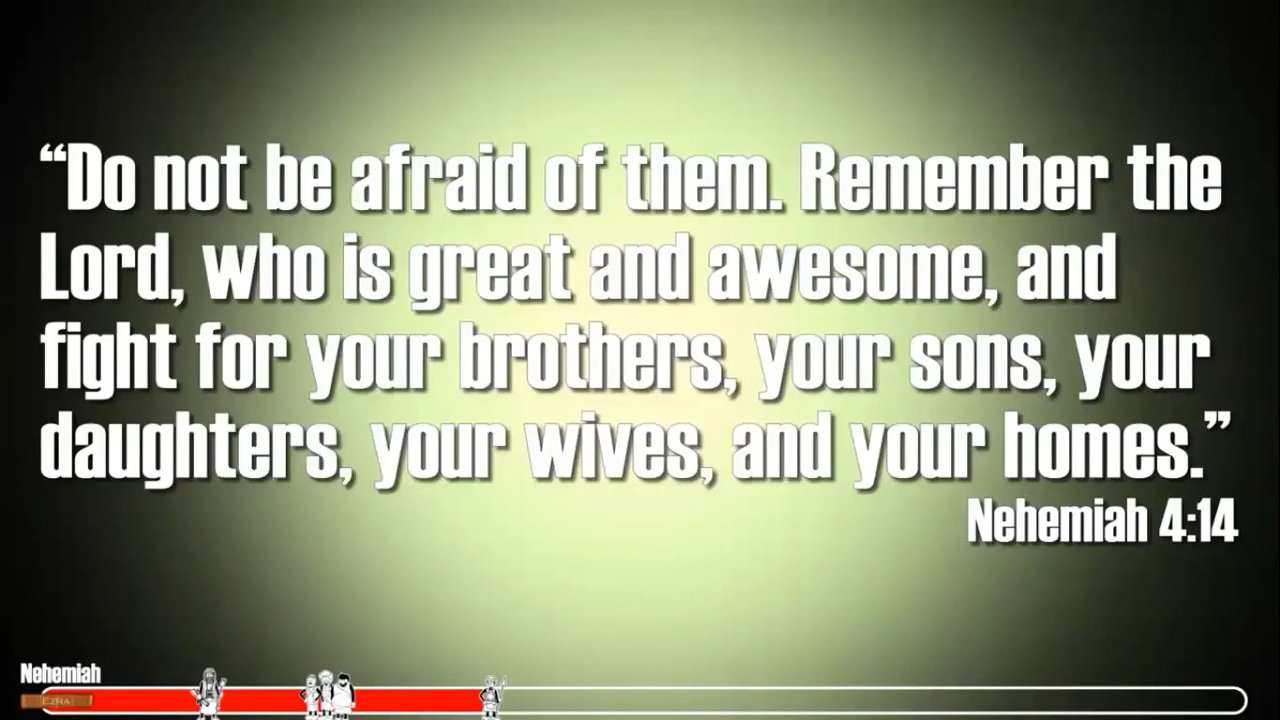 “Do not be afraid of them. Remember the
Lord, who is great and awesome, and
fight for your brothers, your sons, your
daughters, your wives, and your homes.”
Nehemiah 4:14
Nehemiah
EZRA